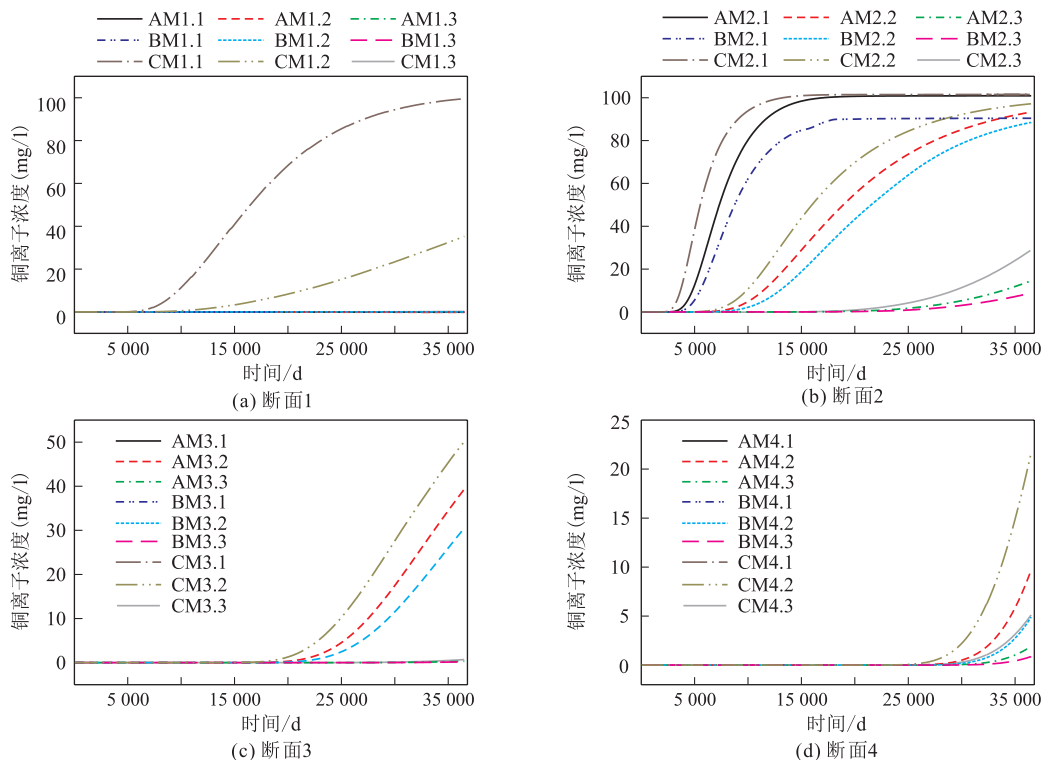 AM1.1 AM1.2 AM1.3
BM1.1 BM1.2 BM1.3
CM1.1 CM1.2 CM1.3
铜离子浓度(mg/l)
100
80
60
40
20
0
5 000 15 000 25 000 35 000
时间/d
(a) 断面1
AM2.1 AM2.2 AM2.3
BM2.1 BM2.2 BM2.3
CM2.1 CM2.2 CM2.3
铜离子浓度(mg/l)
100
80
60
40
20
0
5 000 15 000 25 000 35 000
时间/d
(b) 断面2
铜离子浓度(mg/l)
50
40
30
20
10
0
AM3.1
AM3.2
AM3.3
BM3.1
BM3.2
BM3.3
CM3.1
CM3.2
CM3.3
5 000 15 000 25 000 35 000
时间/d
(c) 断面3
铜离子浓度(mg/l)
25
20
15
10
5
0
AM4.1
AM4.2
AM4.3
BM4.1
BM4.2
BM4.3
CM4.1
CM4.2
CM4.3
5 000 15 000 25 000 35 000
时间/d
(d) 断面4